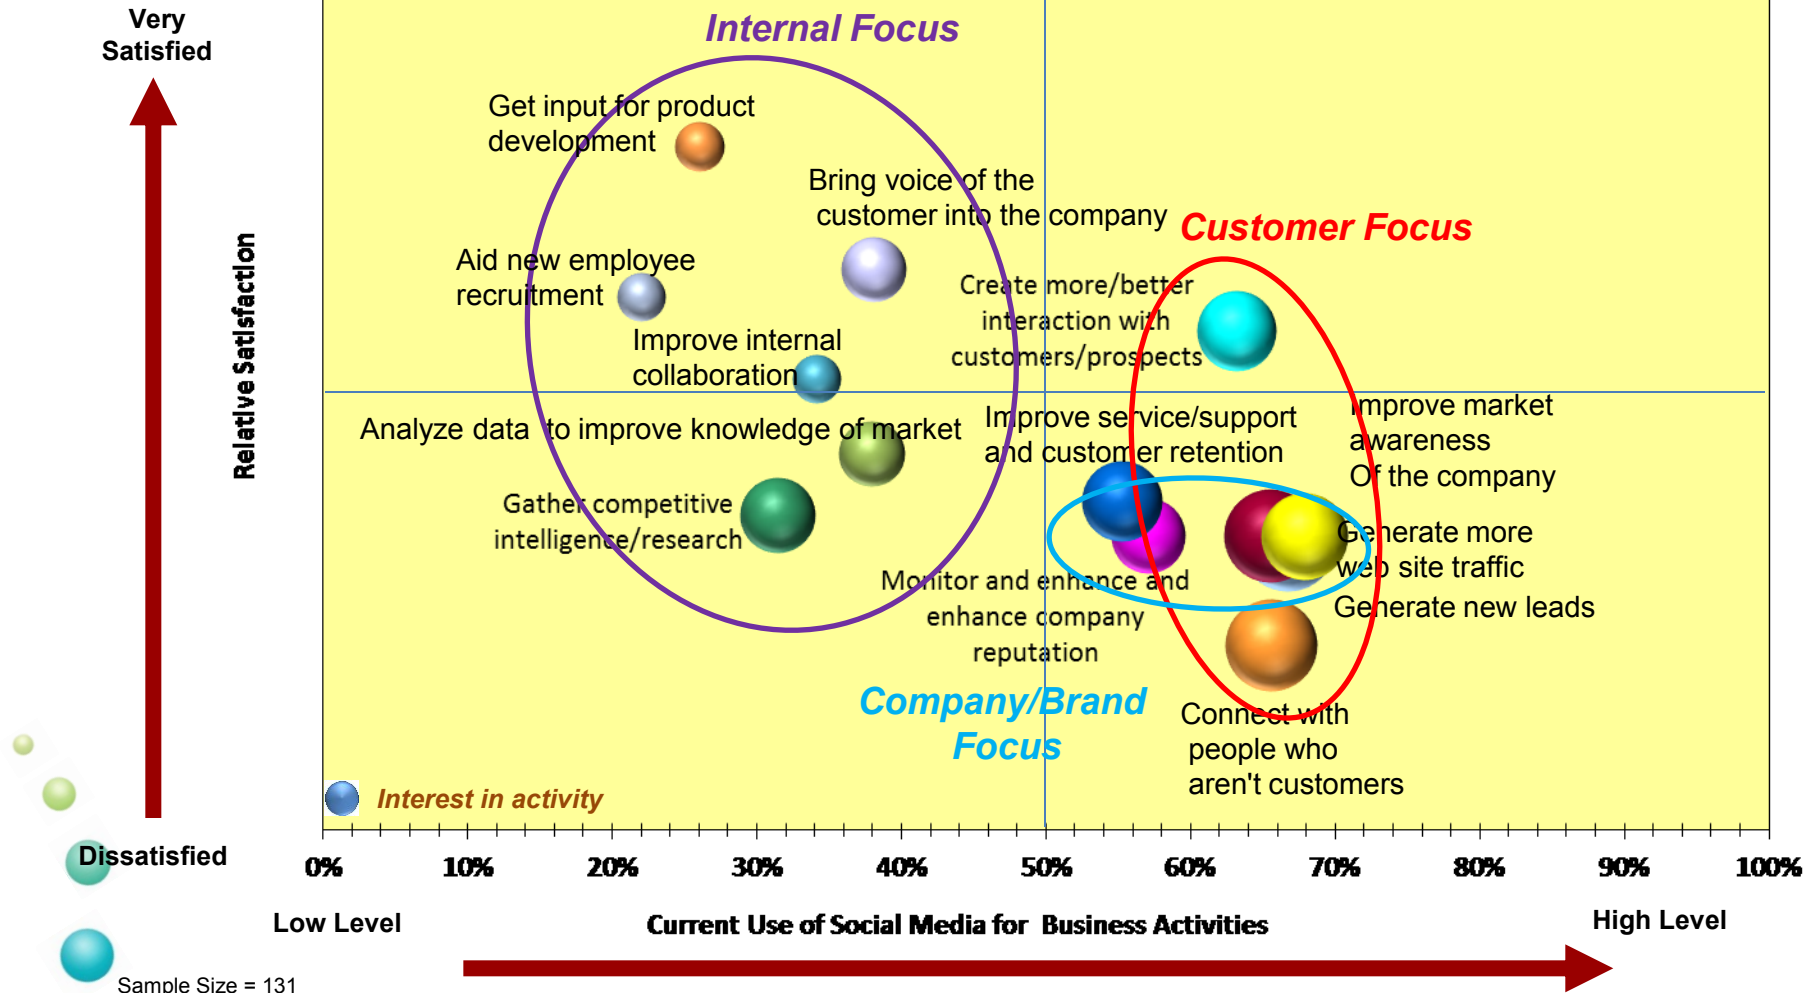 Very
Satisfied
Internal Focus
Get input for product
development
Bring voice of the
customer into the company
Customer Focus
Aid new employee
recruitment
Create more/better
interaction with
customers/prospects
Relative Satisfaction
Improve internal
collaboration
Improve market
awareness
Of the company
Analyze data to improve knowledge of market
Improve service/support
and customer retention
Gather competitive
intelligence/research
Generate more
web site traffic
Generate new leads
Monitor and enhance and
enhance company
reputation
Company/Brand
Focus
Connect with
people who
aren't customers
Interest in activity
Dissatisfied
0% 10% 20% 30% 40% 50% 60% 70% 80% 90% 100%
Low Level
Current Use of Social Media for Business Activities
High Level
Sample Size = 131